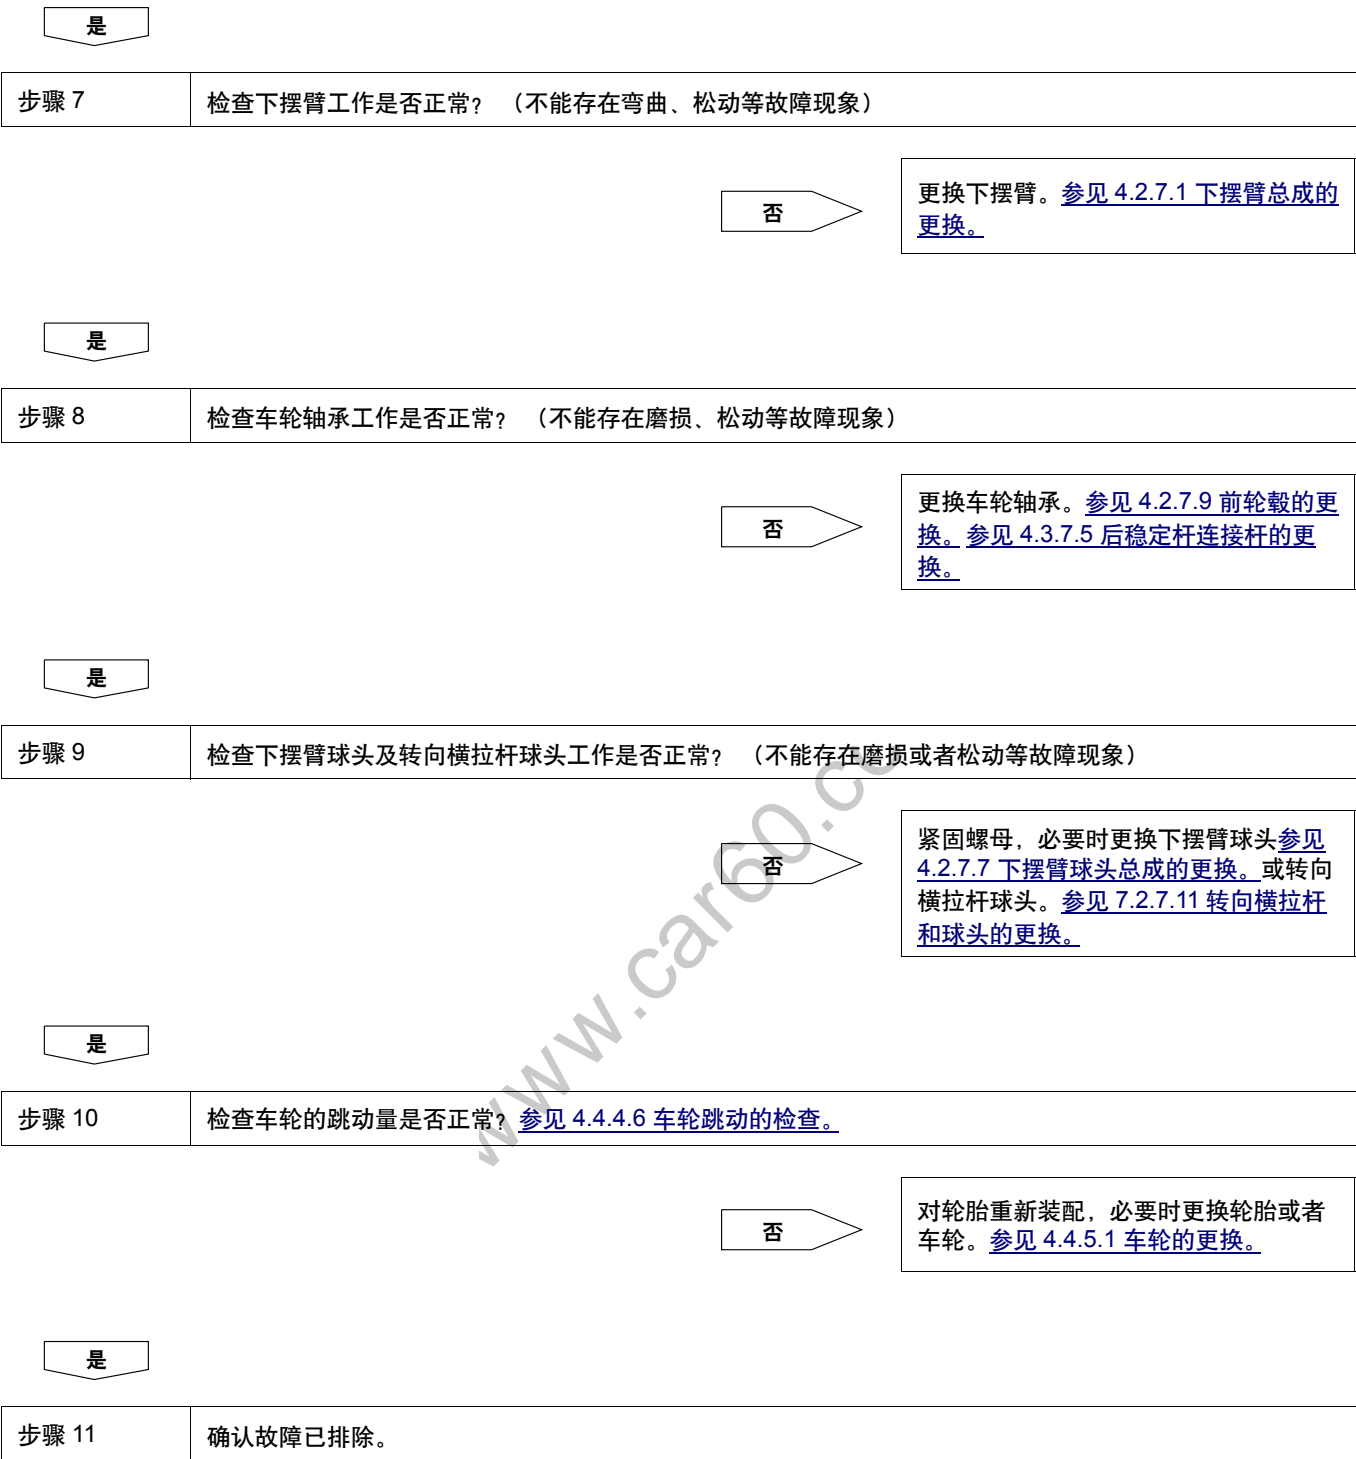 是
步骤 7 检查下摆臂工作是否正常? （不能存在弯曲、松动等故障现象）
否
更换下摆臂。参见 4.2.7.1 下摆臂总成的
更换。
是
步骤 8 检查车轮轴承工作是否正常? （不能存在磨损、松动等故障现象）
否
更换车轮轴承。参见 4.2.7.9 前轮毂的更
换。参见 4.3.7.5 后稳定杆连接杆的更
换。
是
步骤 9 检查下摆臂球头及转向横拉杆球头工作是否正常? （不能存在磨损或者松动等故障现象）
否
紧固螺母，必要时更换下摆臂球头参见
4.2.7.7 下摆臂球头总成的更换。或转向
横拉杆球头。参见 7.2.7.11 转向横拉杆
和球头的更换。
是
步骤 10 检查车轮的跳动量是否正常? 参见 4.4.4.6 车轮跳动的检查。
否
对轮胎重新装配，必要时更换轮胎或者
车轮。参见 4.4.5.1 车轮的更换。
是
步骤 11 确认故障已排除。
www.car60.co